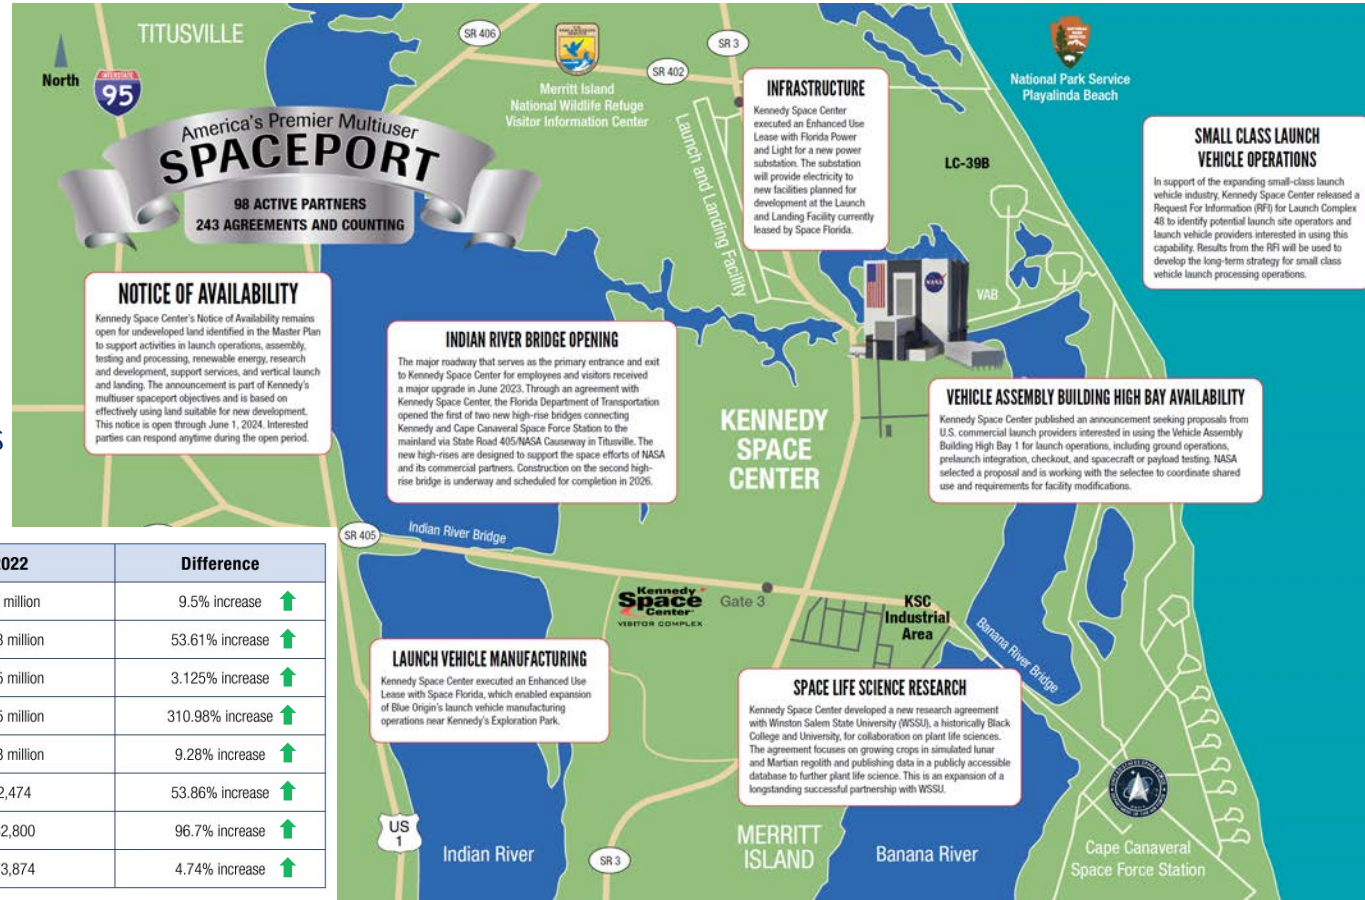 TITUSVILLE
North
INTERSTATE
95
SR 406
SR 3
SR 402
Merritt Island
National Wildlife Refuge
Visitor Information Center
National Park Service
Playalinda Beach
America's Premier Multiuser
SPACEPORT
98 ACTIVE PARTNERS
243 AGREEMENTS AND COUNTING
Launch and Landing Facility
INFRASTRUCTURE
Kennedy Space Center
executed an Enhanced Use
Lease with Florida Power
and Light for a new power
substation. The substation
will provide electricity to
new facilities planned for
development at the Launch
and Landing Facility currently
leased by Space Florida.
LC-39B
SMALL CLASS LAUNCH
VEHICLE OPERATIONS
In support of the expanding small-class launch
vehicle industry, Kennedy Space Center released a
Request For Information (RFI) for Launch Complex
48 to identify potential launch site operators and
launch vehicle providers interested in using this
capability. Results from the RFI will be used to
develop the long-term strategy for small class
vehicle launch processing operations.
NASA
VAB
NOTICE OF AVAILABILITY
Kennedy Space Center's Notice of Availability remains
open for undeveloped land identified in the Master Plan
to support activities in launch operations, assembly,
testing and processing, renewable energy, research
and development, support services, and vertical launch
and landing. The announcement is part of Kennedy's
multiuser spaceport objectives and is based on
effectively using land suitable for new development.
This notice is open through June 1, 2024. Interested
parties can respond anytime during the open period.
INDIAN RIVER BRIDGE OPENING
The major roadway that serves as the primary entrance and exit
to Kennedy Space Center for employees and visitors received
a major upgrade in June 2023. Through an agreement with
Kennedy Space Center, the Florida Department of Transportation
opened the first of two new high-rise bridges connecting
Kennedy and Cape Canaveral Space Force Station to the
mainland via State Road 405/NASA Causeway in Titusville. The
new high-rises are designed to support the space efforts of NASA
and its commercial partners. Construction on the second high-
rise bridge is underway and scheduled for completion in 2026.
KENNEDY
SPACE
CENTER
VEHICLE ASSEMBLY BUILDING HIGH BAY AVAILABILITY
Kennedy Space Center published an announcement seeking proposals from
U.S. commercial launch providers interested in using the Vehicle Assembly
Building High Bay 1 for launch operations, including ground operations,
prelaunch integration, checkout, and spacecraft or payload testing. NASA
selected a proposal and is working with the selectee to coordinate shared
use and requirements for facility modifications.
S
SR 405
Indian River Bridge
2022 Difference
million 9.5% increase
3 million 53.61% increase
5 million 3.125% increase
5 million 310.98% increase
3 million 9.28% increase
2,474 53.86% increase
2,800 96.7% increase
3,874 4.74% increase
Kennedy
Space
Center
VISITOR COMPLEX
Gate 3
KSC
Industrial
Area
Banana River Bridge
LAUNCH VEHICLE MANUFACTURING
Kennedy Space Center executed an Enhanced Use
Lease with Space Florida, which enabled expansion
of Blue Origin's launch vehicle manufacturing
operations near Kennedy's Exploration Park.
SPACE LIFE SCIENCE RESEARCH
Kennedy Space Center developed a new research agreement
with Winston Salem State University (WSSU), a historically Black
College and University, for collaboration on plant life sciences.
The agreement focuses on growing crops in simulated lunar
and Martian regolith and publishing data in a publicly accessible
database to further plant life science. This is an expansion of a
longstanding successful partnership with WSSU.
US
1
Indian River
SR 3
MERRITT
ISLAND
Banana River
Cape Canaveral
Space Force Station